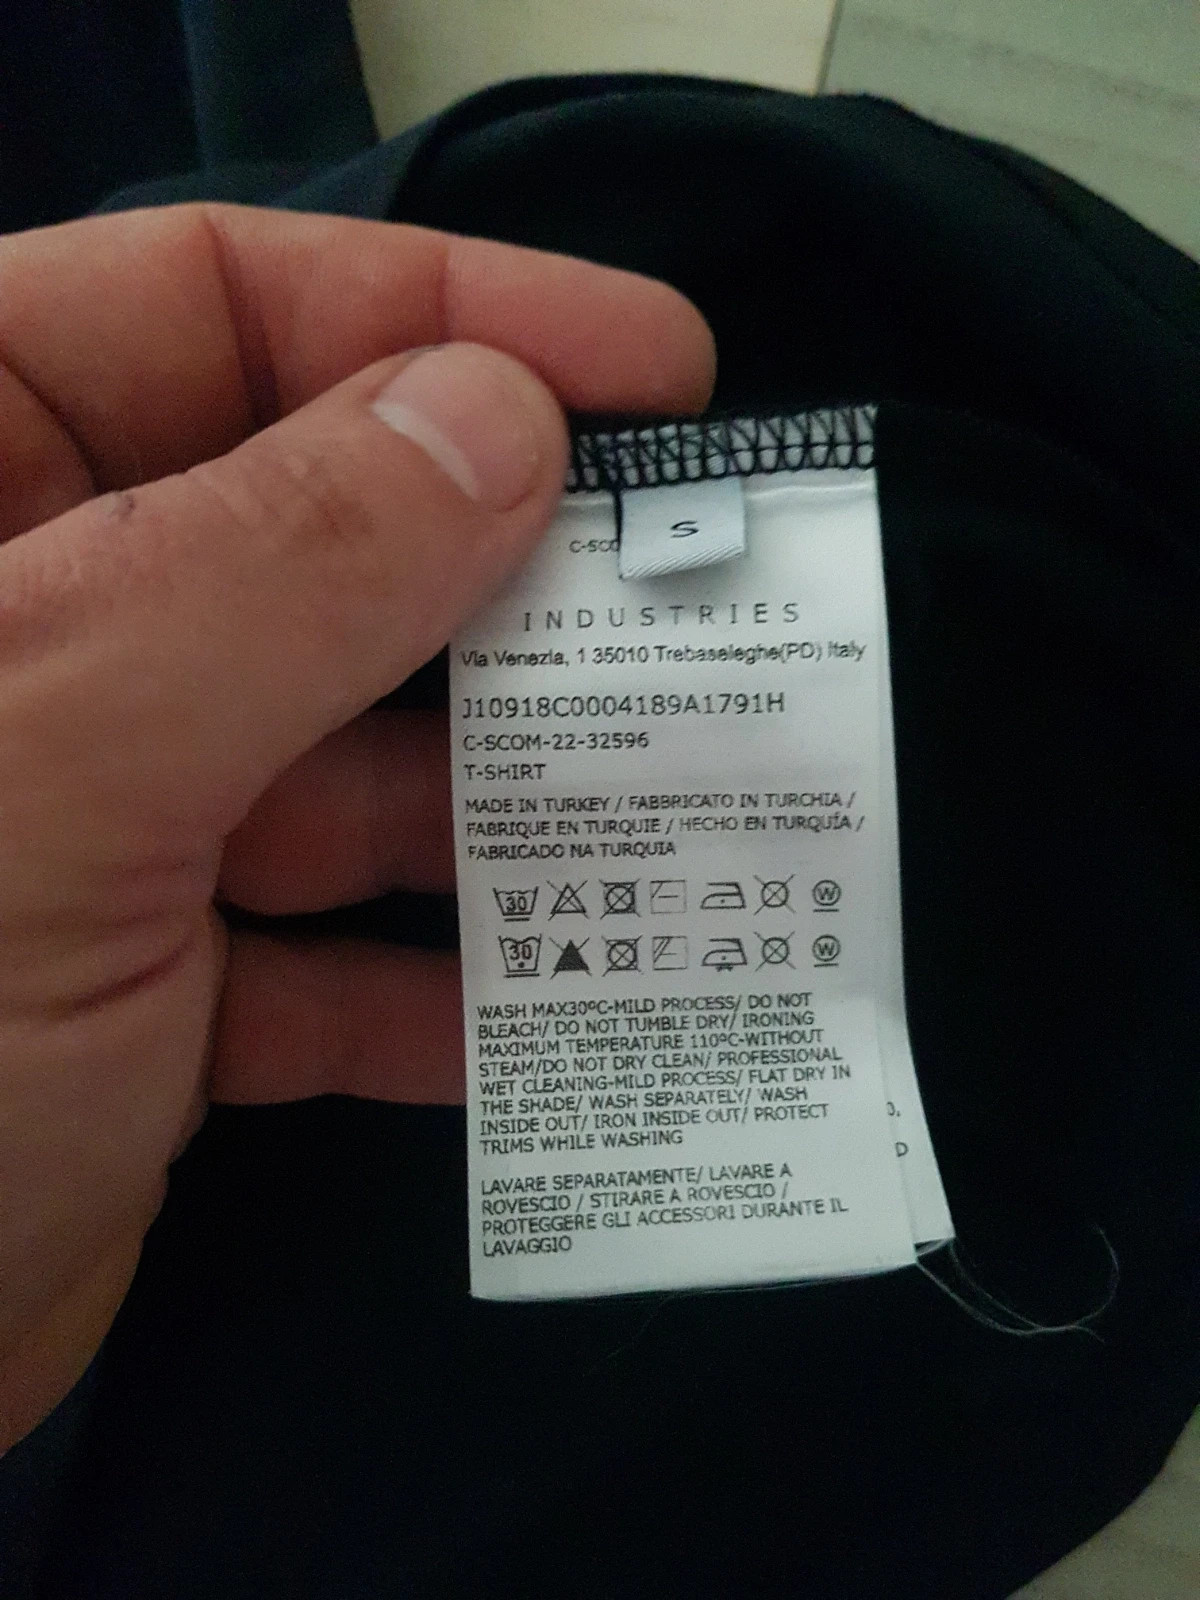 S
C-SCO
INDUSTRIES
Via Venezia, 1 35010 Trebaseleghe(PD) Italy
J10918C0004189A1791H
C-SCOM-22-32596
T-SHIRT
MADE IN TURKEY / FABBRICATO IN TURCHIA /
FABRIQUE EN TURQUIE / HECHO EN TURQUÍA /
FABRICADO NA TURQUIA
30 W
30 W
WASH MAX30ºC-MILD PROCESS/ DO NOT
BLEACH/ DO NOT TUMBLE DRY/ IRONING
MAXIMUM TEMPERATURE 110ºC-WITHOUT
STEAM/DO NOT DRY CLEAN/ PROFESSIONAL
WET CLEANING-MILD PROCESS/ FLAT DRY IN
THE SHADE/ WASH SEPARATELY/ WASH
INSIDE OUT/ IRON INSIDE OUT/ PROTECT
TRIMS WHILE WASHING
LAVARE SEPARATAMENTE/ LAVARE A
ROVESCIO / STIRARE A ROVESCIO /
PROTEGGERE GLI ACCESSORI DURANTE IL
LAVAGGIO
D